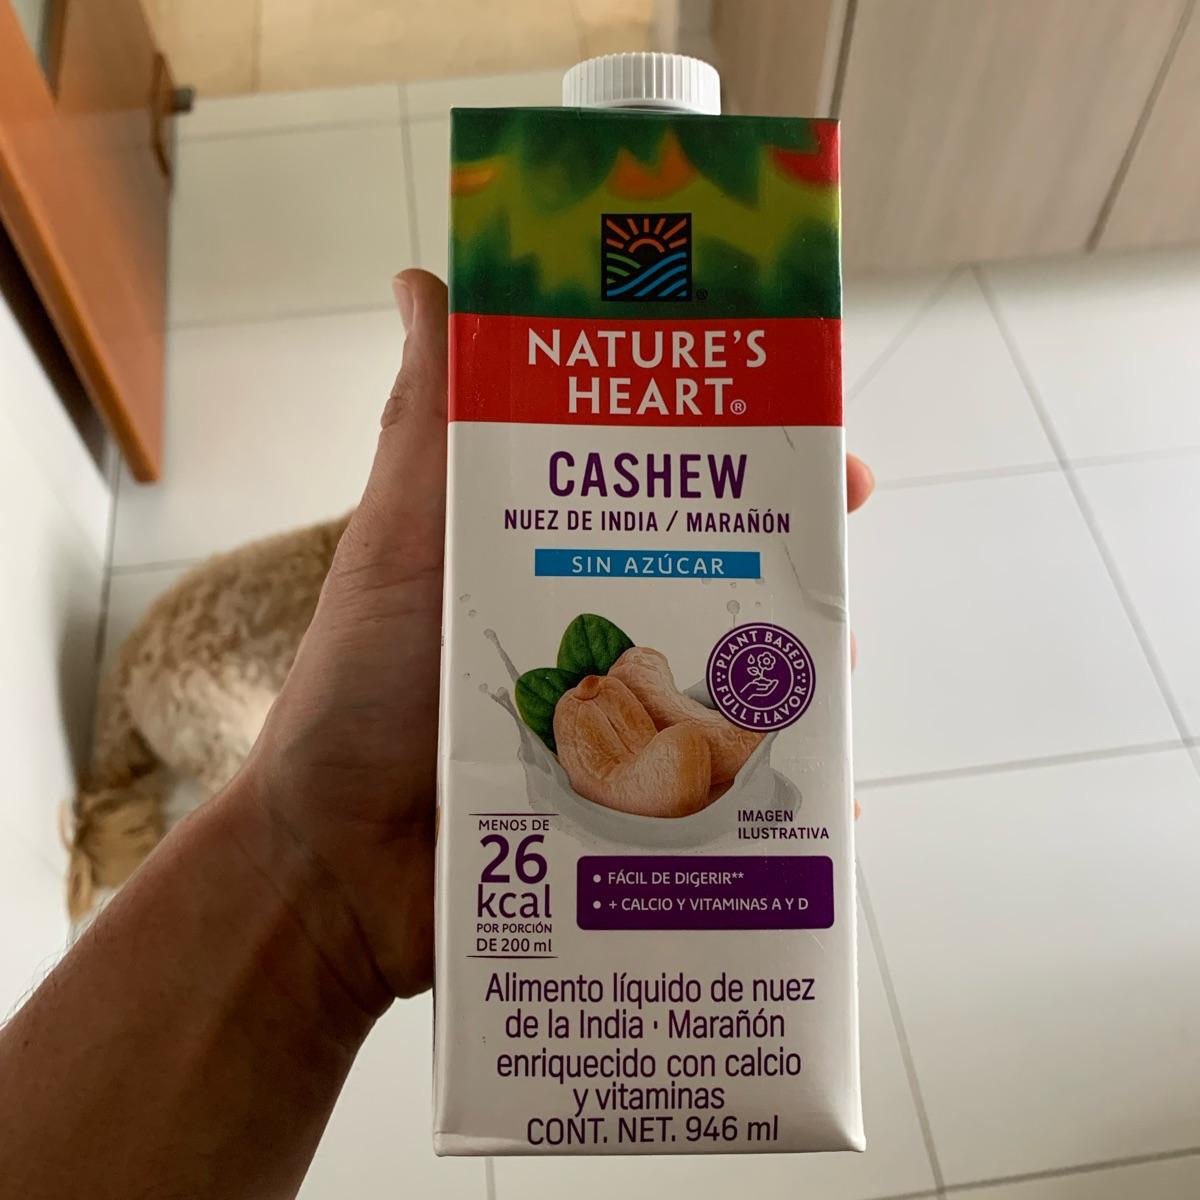 NATURE'S
HEART®
CASHEW
NUEZ DE INDIA / MARAÑÓN
SIN AZÚCAR
PLANT BASED
FULL FLAVOR
IMAGEN
ILUSTRATIVA
MENOS DE
26
kcal
POR PORCIÓN
DE 200 ml
• FÁCIL DE DIGERIR**
• + CALCIO Y VITAMINAS A Y D
Alimento líquido de nuez
de la India · Marañón
enriquecido con calcio
y vitaminas
CONT. NET. 946 ml